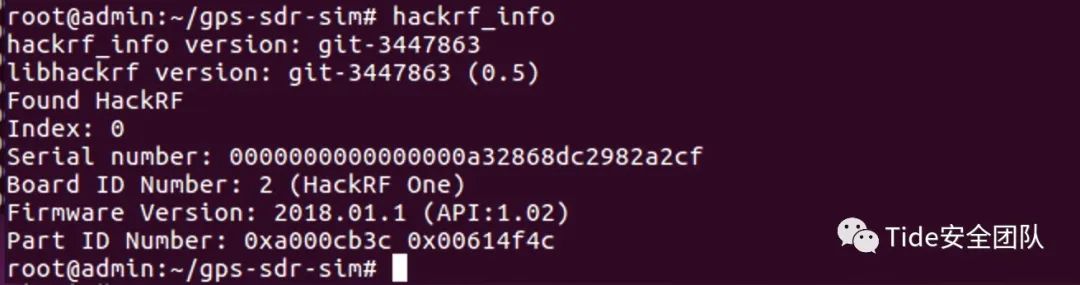 root@admin:~/gps-sdr-sim# hackrf_info
hackrf_info version: git-3447863
libhackrf version: git-3447863 (0.5)
Found HackRF
Index: 0
Serial number: 0000000000000000a32868dc2982a2cf
Board ID Number: 2 (HackRF One)
Firmware Version: 2018.01.1 (API:1.02)
Part ID Number: 0xa000cb3c 0x00614f4c
Tide安全团队
root@admin:~/gps-sdr-sim#